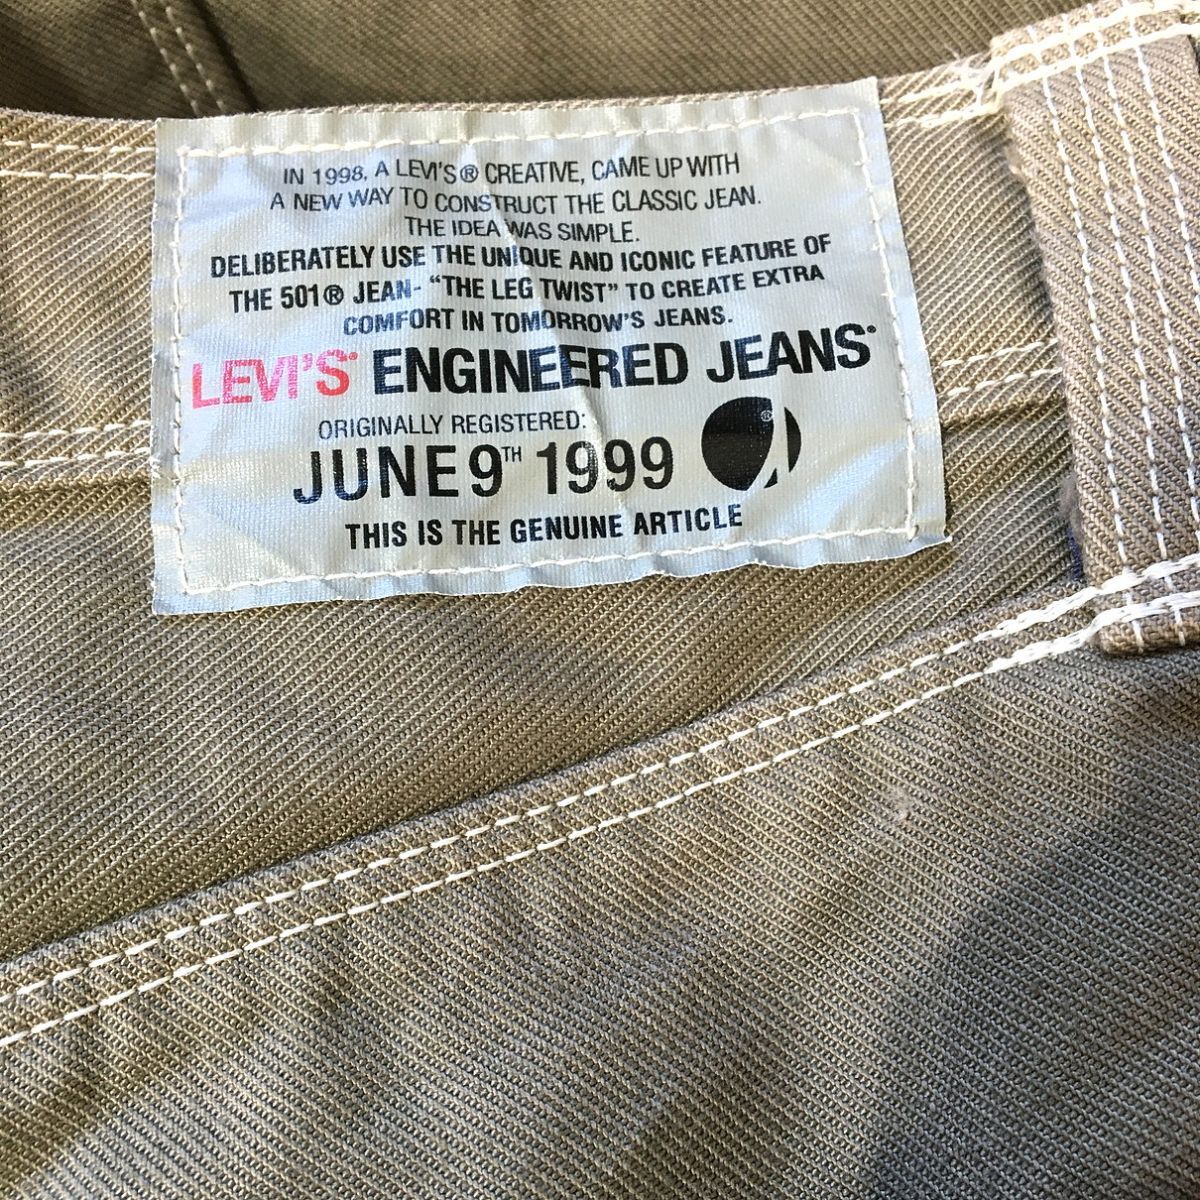 IN 1998, A LEVI'S® CREATIVE, CAME UP WITH
A NEW WAY TO CONSTRUCT THE CLASSIC JEAN.
THE IDEA WAS SIMPLE.
DELIBERATELY USE THE UNIQUE AND ICONIC FEATURE OF
THE 501® JEAN- "THE LEG TWIST" TO CREATE EXTRA
COMFORT IN TOMORROW'S JEANS.
LEVI'S® ENGINEERED JEANS®
ORIGINALLY REGISTERED:
JUNE 9TH 1999
®
THIS IS THE GENUINE ARTICLE